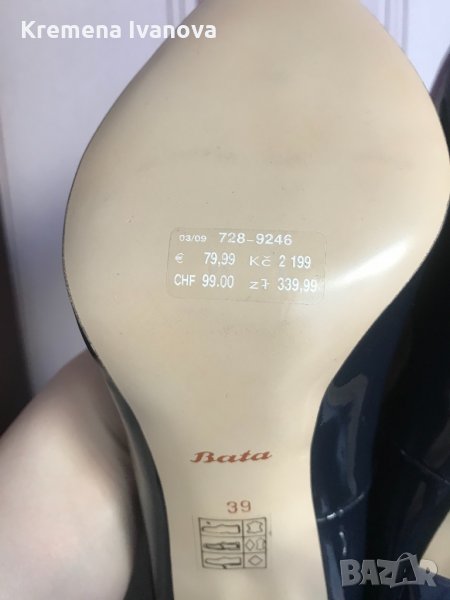 Kremena Ivanova
03/09 728-9246
€ 79,99 Kč 2 199
CHF 99.00 zł 339,99
Bata
39
BAZAR